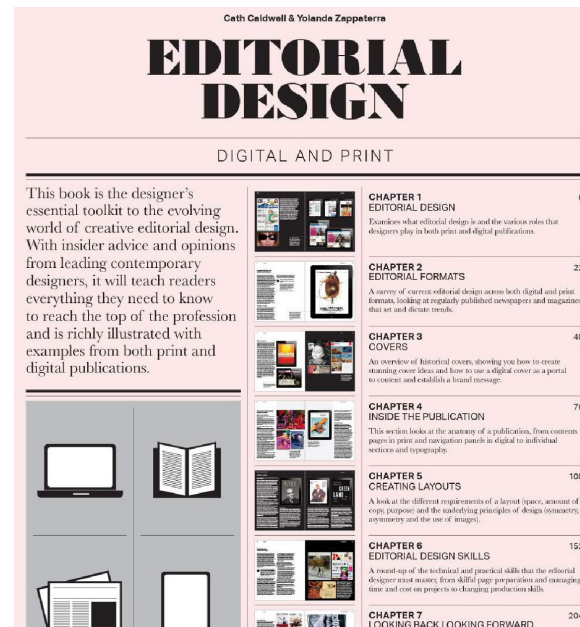 Cath Caldwell & Yolanda Zappaterra
EDITORIAL
DESIGN
DIGITAL AND PRINT
This book is the designer's
essential toolkit to the evolving
world of creative editorial design.
With insider advice and opinions
from leading contemporary
designers, it will teach readers
everything they need to know
to reach the top of the profession
and is richly illustrated with
examples from both print and
digital publications.
CHAPTER 1
EDITORIAL DESIGN
Examines what editorial design is and the various roles that
designers play in both print and digital publications.
CHAPTER 2
EDITORIAL FORMATS
A survey of current editorial design across both digital and print
formats, looking at regularly published newspapers and magazines
that set and dictate trends.
CHAPTER 3
COVERS
An overview of historical covers, showing you how to create
stunning cover ideas and how to use a digital cover as a portal
to content and establish a brand message.
CHAPTER 4
INSIDE THE PUBLICATION
This section looks at the anatomy of a publication, from contents
pages in print and navigation panels in digital to individual
sections and typography.
CHAPTER 5
CREATING LAYOUTS
A look at the different requirements of a layout (space, amount of
copy, purpose) and the underlying principles of design (symmetry,
asymmetry and the use of images).
CHAPTER 6
EDITORIAL DESIGN SKILLS
A round-up of the technical and practical skills that the editorial
designer must master, from skilful page preparation and managing
time and cost on projects to changing production skills.
CHAPTER 7
LOOKING BACK LOOKING FORWARD